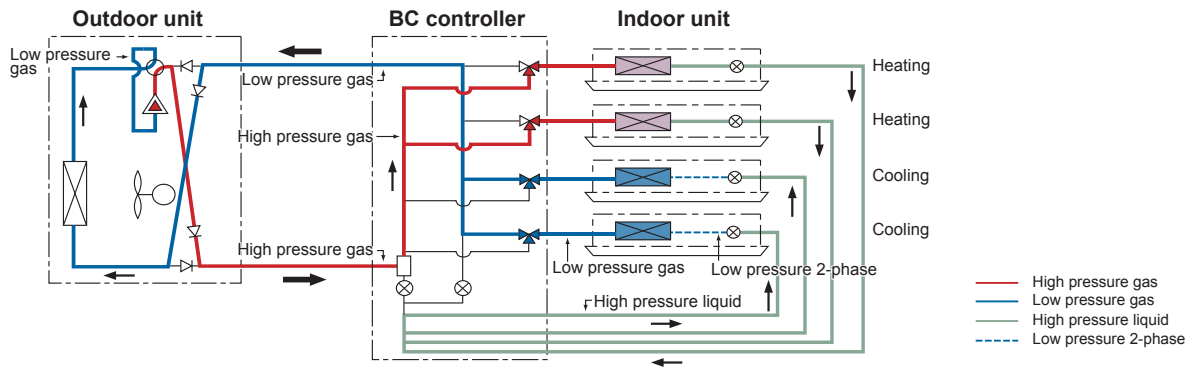 Outdoor unit
BC controller
Indoor unit
Low pressure
gas
Low pressure gas
High pressure gas
High pressure gas
Heating
Heating
Cooling
Cooling
Low pressure gas
Low pressure 2-phase
High pressure liquid
High pressure gas
Low pressure gas
High pressure liquid
Low pressure 2-phase